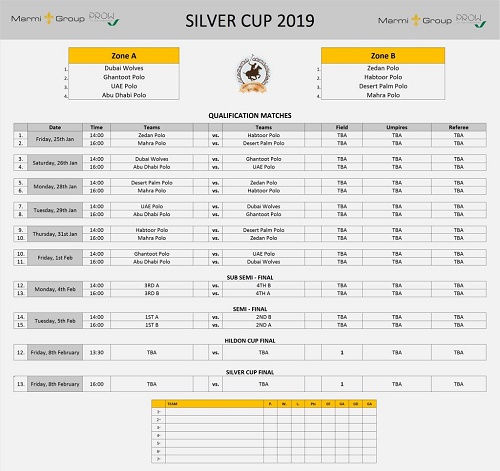 Marmi Group PROW
SILVER CUP 2019
Marmi Group PROW
Zone A
1. Dubai Wolves
2. Ghantoot Polo
3. UAE Polo
4. Abu Dhabi Polo
Zone B
1. Zedan Polo
2. Habtoor Polo
3. Desert Palm Polo
4. Mahra Polo
QUALIFICATION MATCHES
Date Time Teams Teams Field Umpires Referee
1. Friday, 25th Jan 14:00 Zedan Polo vs. Habtoor Polo TBA TBA TBA
2. 16:00 Mahra Polo vs. Desert Palm Polo TBA TBA TBA
3. Saturday, 26th Jan 14:00 Dubai Wolves vs. Ghantoot Polo TBA TBA TBA
4. 16:00 Abu Dhabi Polo vs. UAE Polo TBA TBA TBA
5. Monday, 28th Jan 14:00 Desert Palm Polo vs. Zedan Polo TBA TBA TBA
6. 16:00 Mahra Polo vs. Habtoor Polo TBA TBA TBA
7. Tuesday, 29th Jan 14:00 UAE Polo vs. Dubai Wolves TBA TBA TBA
8. 16:00 Abu Dhabi Polo vs. Ghantoot Polo TBA TBA TBA
9. Thursday, 31st Jan 14:00 Habtoor Polo vs. Desert Palm Polo TBA TBA TBA
10. 16:00 Mahra Polo vs. Zedan Polo TBA TBA TBA
10. Friday, 1st Feb 14:00 Ghantoot Polo vs. UAE Polo TBA TBA TBA
11. 16:00 Abu Dhabi Polo vs. Dubai Wolves TBA TBA TBA
SUB SEMI - FINAL
12. Monday, 4th Feb 14:00 3RD A vs. 4TH B TBA TBA TBA
13. 16:00 3RD B vs. 4TH A TBA TBA TBA
SEMI - FINAL
14. Tuesday, 5th Feb 14:00 1ST A vs. 2ND B TBA TBA TBA
15. 16:00 1ST B vs. 2ND A TBA TBA TBA
HILDON CUP FINAL
12. Friday, 8th February 13:30 TBA vs. TBA 1 TBA TBA
SILVER CUP FINAL
13. Friday, 8th February 16:00 TBA vs. TBA 1 TBA TBA
TEAM P. W. L. GF GA GD GA
1-
2-
3-
4-
5-
6-
7-